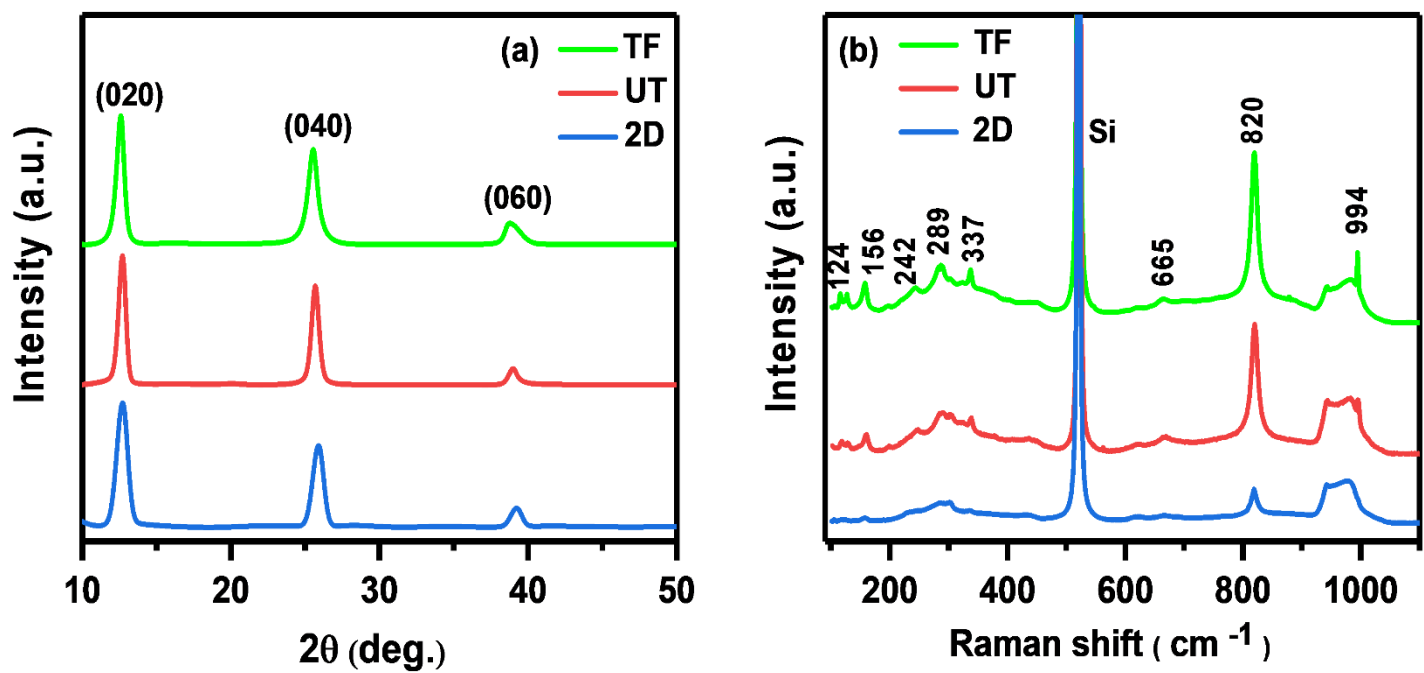 (a)
TF
UT
2D
(020)
(040)
(060)
Intensity (a.u.)
10 20 30 40 50
2θ (deg.)
(b)
TF
UT
2D
Si
124
156
242
289
337
665
820
994
Intensity (a.u.)
200 400 600 800 1000
Raman shift ( cm -1)